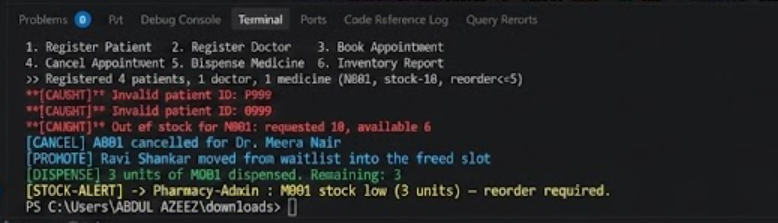 Problems 0 Put Debug Console Terminal Ports Code Reference Log Query Rerorts
1. Register Patient 2. Register Doctor 3. Book Appointment
4. Cancel Appointment 5. Dispense Medicine 6. Inventory Report
>> Registered 4 patients, 1 doctor, 1 medicine (N001, stock-10, reorder<=5)
**[CAUGHT]** Invalid patient ID: P999
**[CAUGHT]** Invalid patient ID: 0999
**[CAUGHT]** Out of stock for N001: requested 10, available 6
[CANCEL] A001 cancelled for Dr. Meera Nair
[PROMOTE] Ravi Shankar moved from waitlist into the freed slot
[DISPENSE] 3 units of MOB1 dispensed. Remaining: 3
[STOCK-ALERT] -> Pharmacy-Admin : M001 stock low (3 units) — reorder required.
PS C:\Users\ABDUL AZEEZ\downloads>